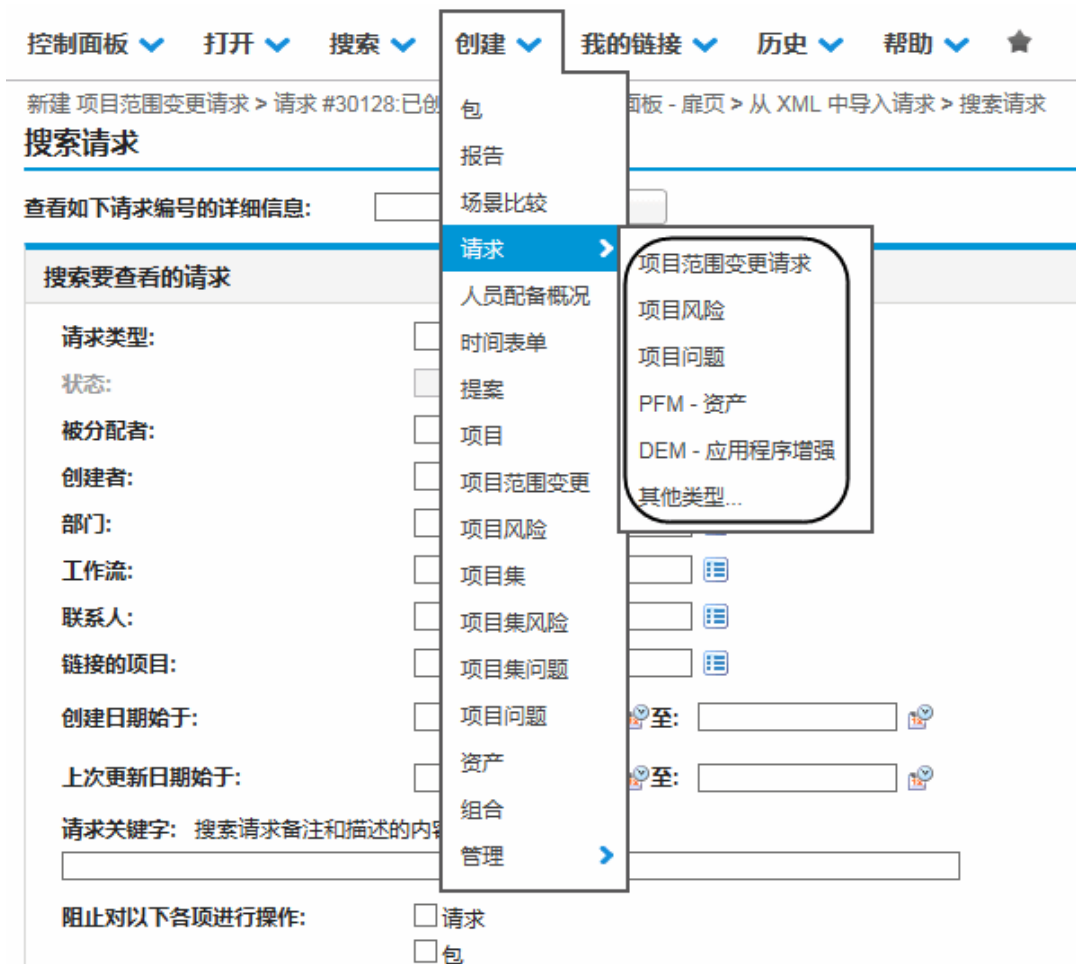 控制面板 打开 搜索 创建 我的链接 历史 帮助
新建 项目范围变更请求 > 请求 #30128:已创 面板 - 扉页 > 从 XML 中导入请求 > 搜索请求
搜索请求
查看如下请求编号的详细信息:
搜索要查看的请求
请求类型:
状态:
被分配者:
创建者:
部门:
工作流:
联系人:
链接的项目:
创建日期始于: 至:
上次更新日期始于: 至:
请求关键字: 搜索请求备注和描述的内容
阻止对以下各项进行操作: 请求
包
包
报告
场景比较
请求
人员配备概况
时间表单
提案
项目
项目范围变更
项目风险
项目集
项目集风险
项目集问题
项目问题
资产
组合
管理
项目范围变更请求
项目风险
项目问题
PFM - 资产
DEM - 应用程序增强
其他类型...